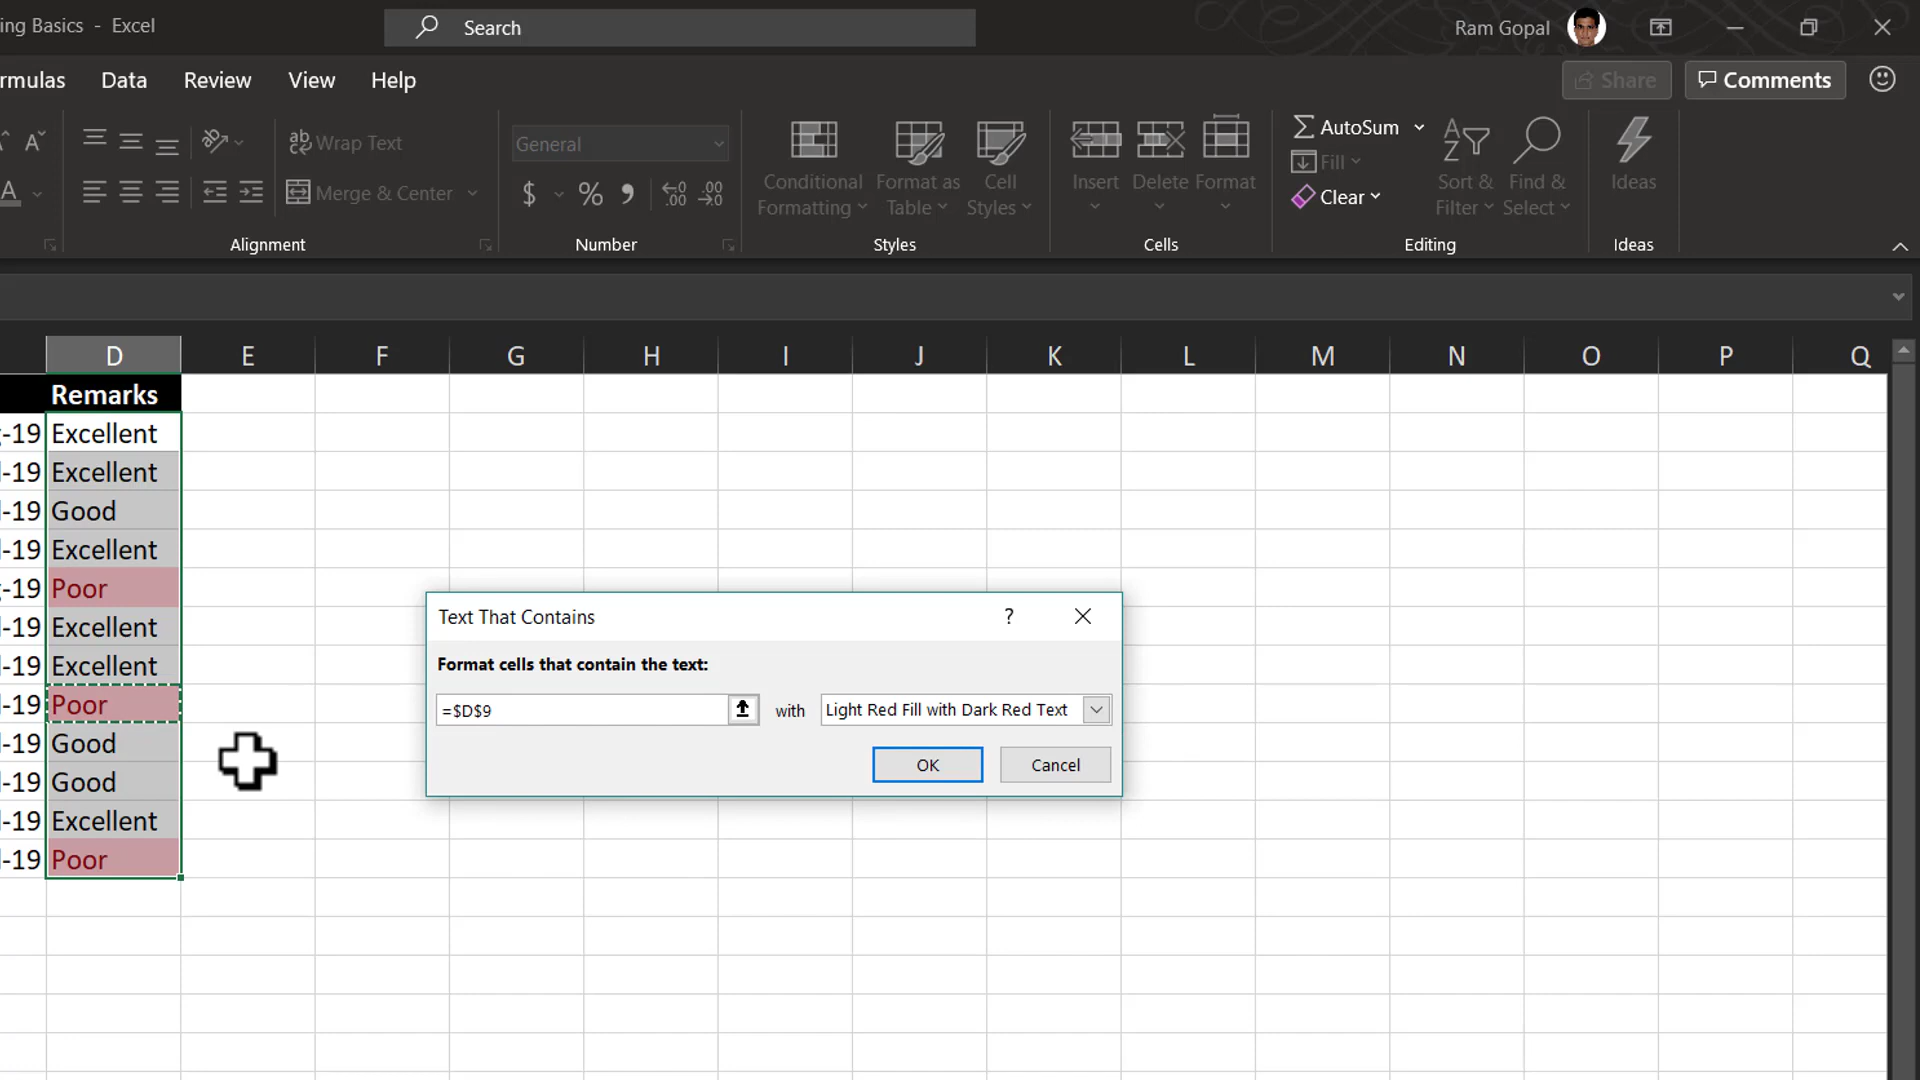 ing Basics - Excel
Search
Ram Gopal
rmulas Data Review View Help
Share Comments
Wrap Text
Merge & Center
Alignment
General
$ % ,
Number
Conditional Formatting
Format as Table
Cell Styles
Styles
Insert
Delete
Format
Cells
AutoSum
Fill
Clear
Sort & Filter
Find & Select
Editing
Ideas
Ideas
D E F G H I J K L M N O P Q
Remarks
-19 Excellent
-19 Excellent
-19 Good
-19 Excellent
-19 Poor
-19 Excellent
-19 Excellent
-19 Poor
-19 Good
-19 Good
-19 Excellent
-19 Poor
Text That Contains ?
Format cells that contain the text:
=$D$9 with Light Red Fill with Dark Red Text
OK Cancel